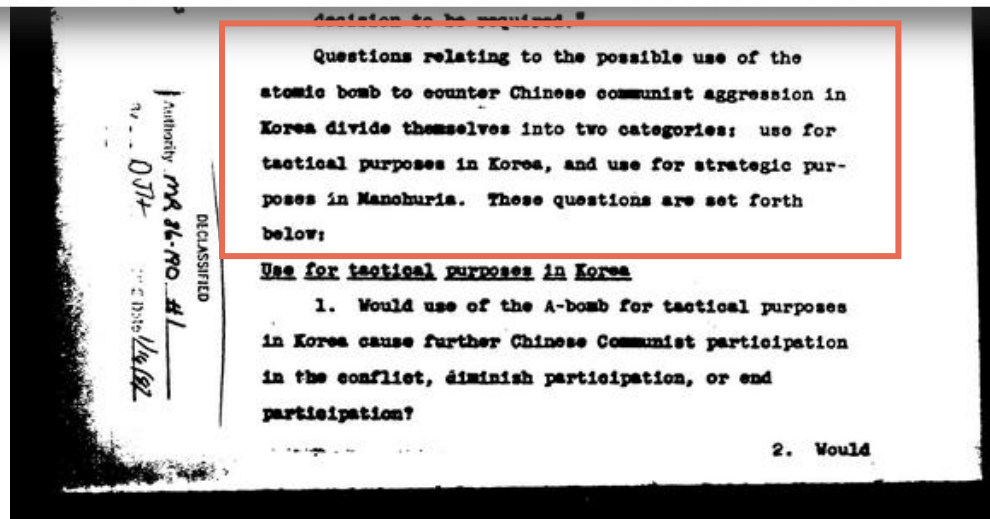 decision to be required."
Questions relating to the possible use of the
atomic bomb to counter Chinese communist aggression in
Korea divide themselves into two categories: use for
tactical purposes in Korea, and use for strategic pur-
poses in Manchuria. These questions are set forth
below:
Use for tactical purposes in Korea
1. Would use of the A-bomb for tactical purposes
in Korea cause further Chinese Communist participation
in the conflict, diminish participation, or end
participation?
2. Would
DECLASSIFIED
Authority MR 86-190 #1